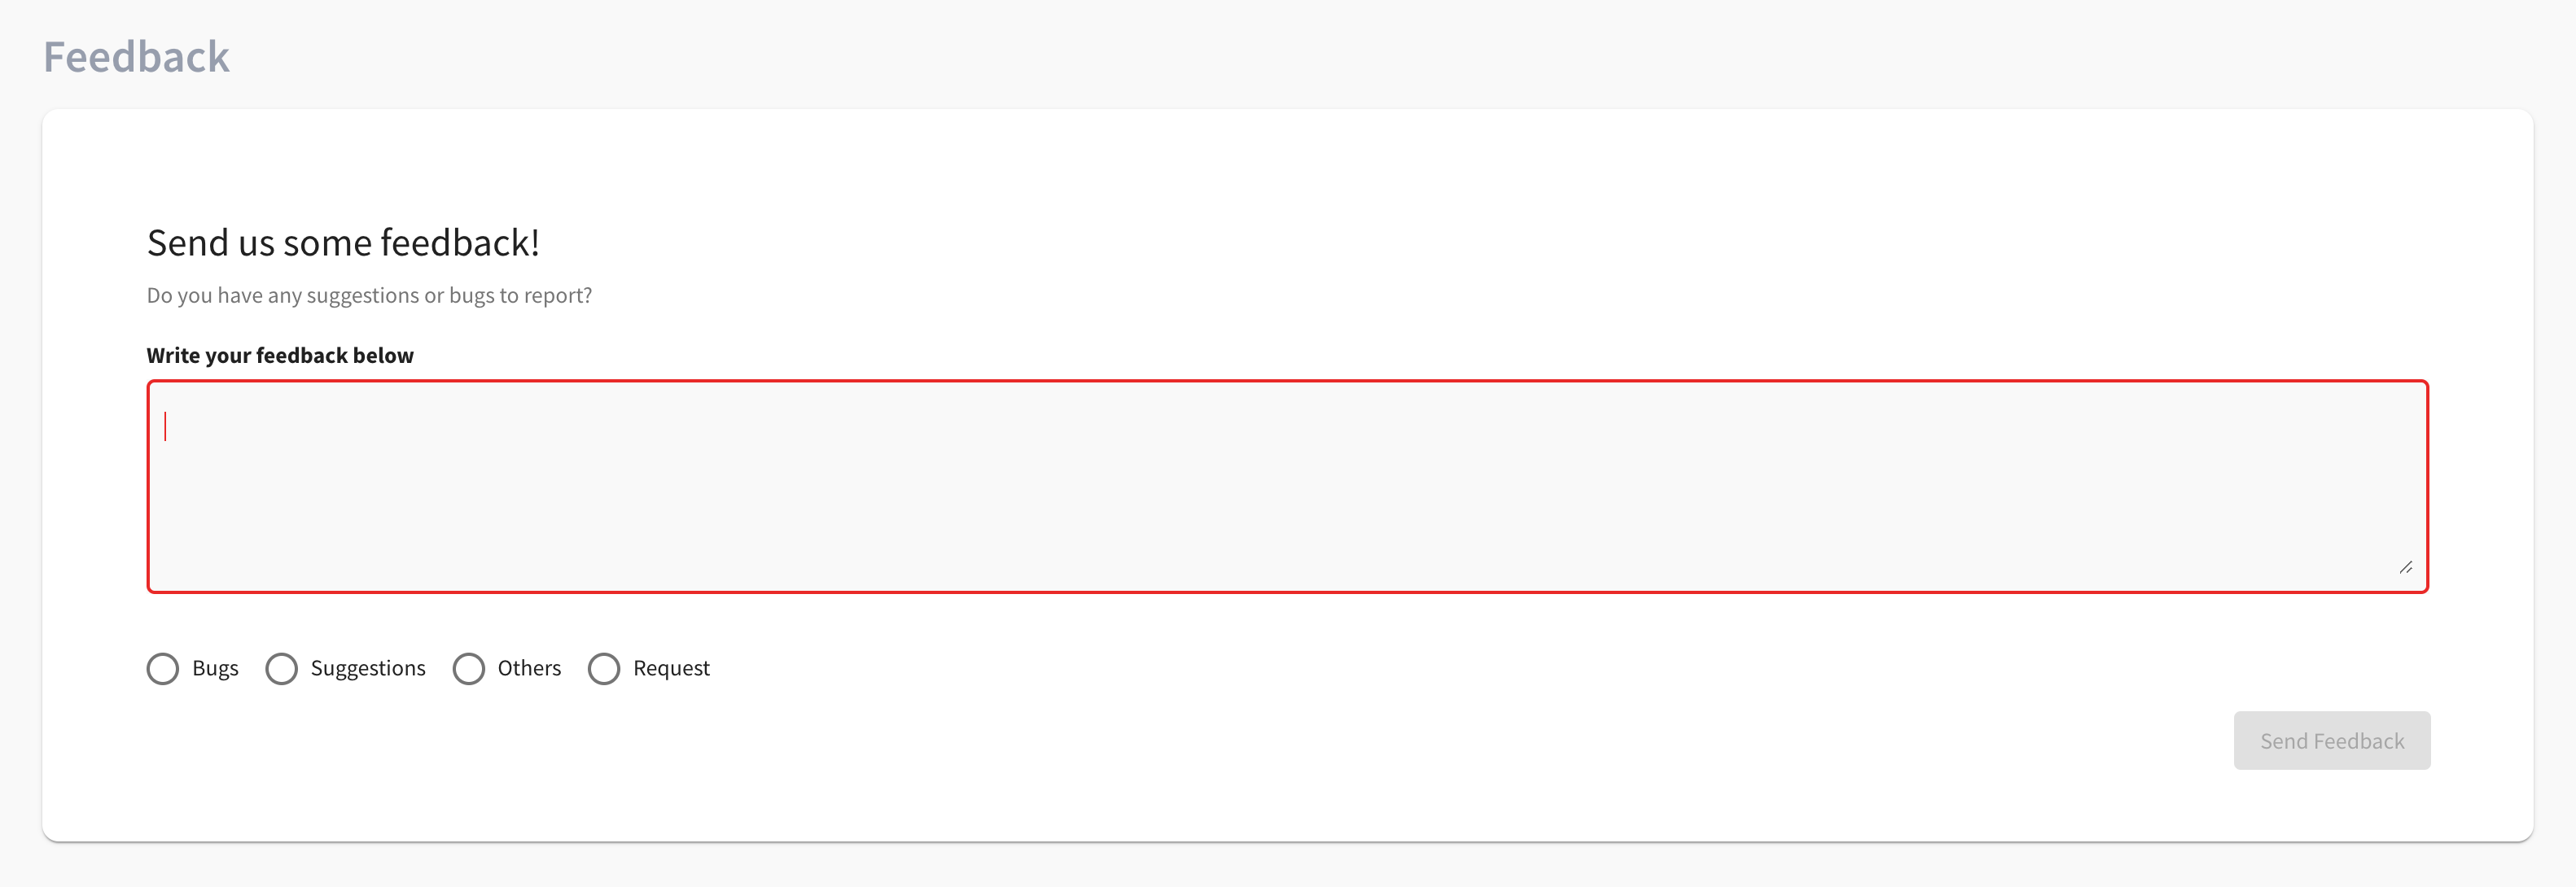 Feedback
Send us some feedback!
Do you have any suggestions or bugs to report?
Write your feedback below
Bugs Suggestions Others Request
Send Feedback